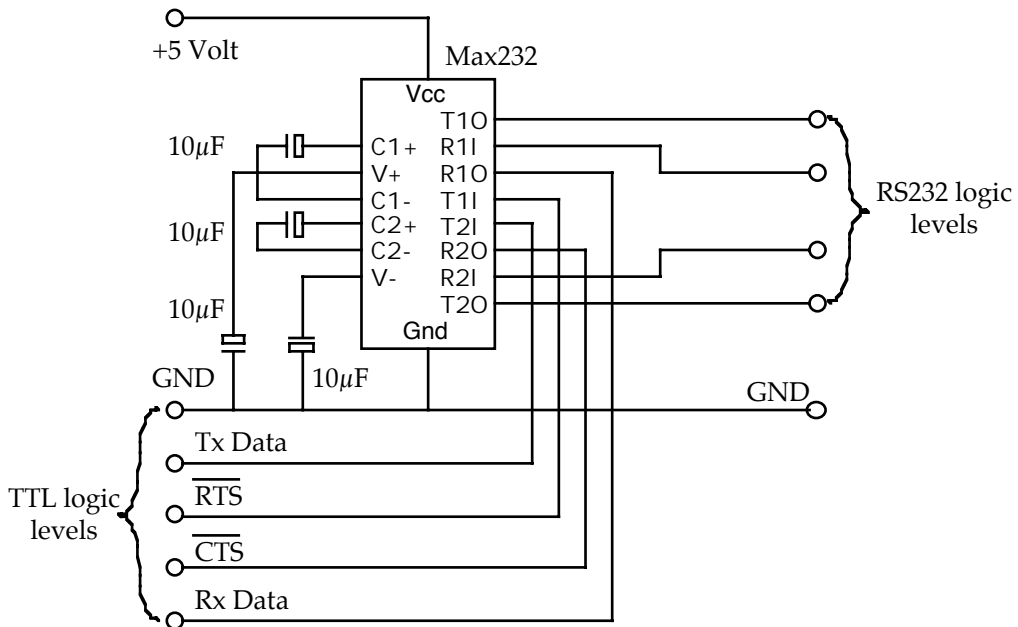 +5 Volt
Max232
Vcc
T1O
10µF
C1+
R1I
V+
R1O
C1-
T1I
RS232 logic
levels
10µF
C2+
T2I
C2-
R2O
V-
R2I
10µF
T2O
Gnd
GND
10µF
GND
Tx Data
TTL logic
levels
RTS
CTS
Rx Data